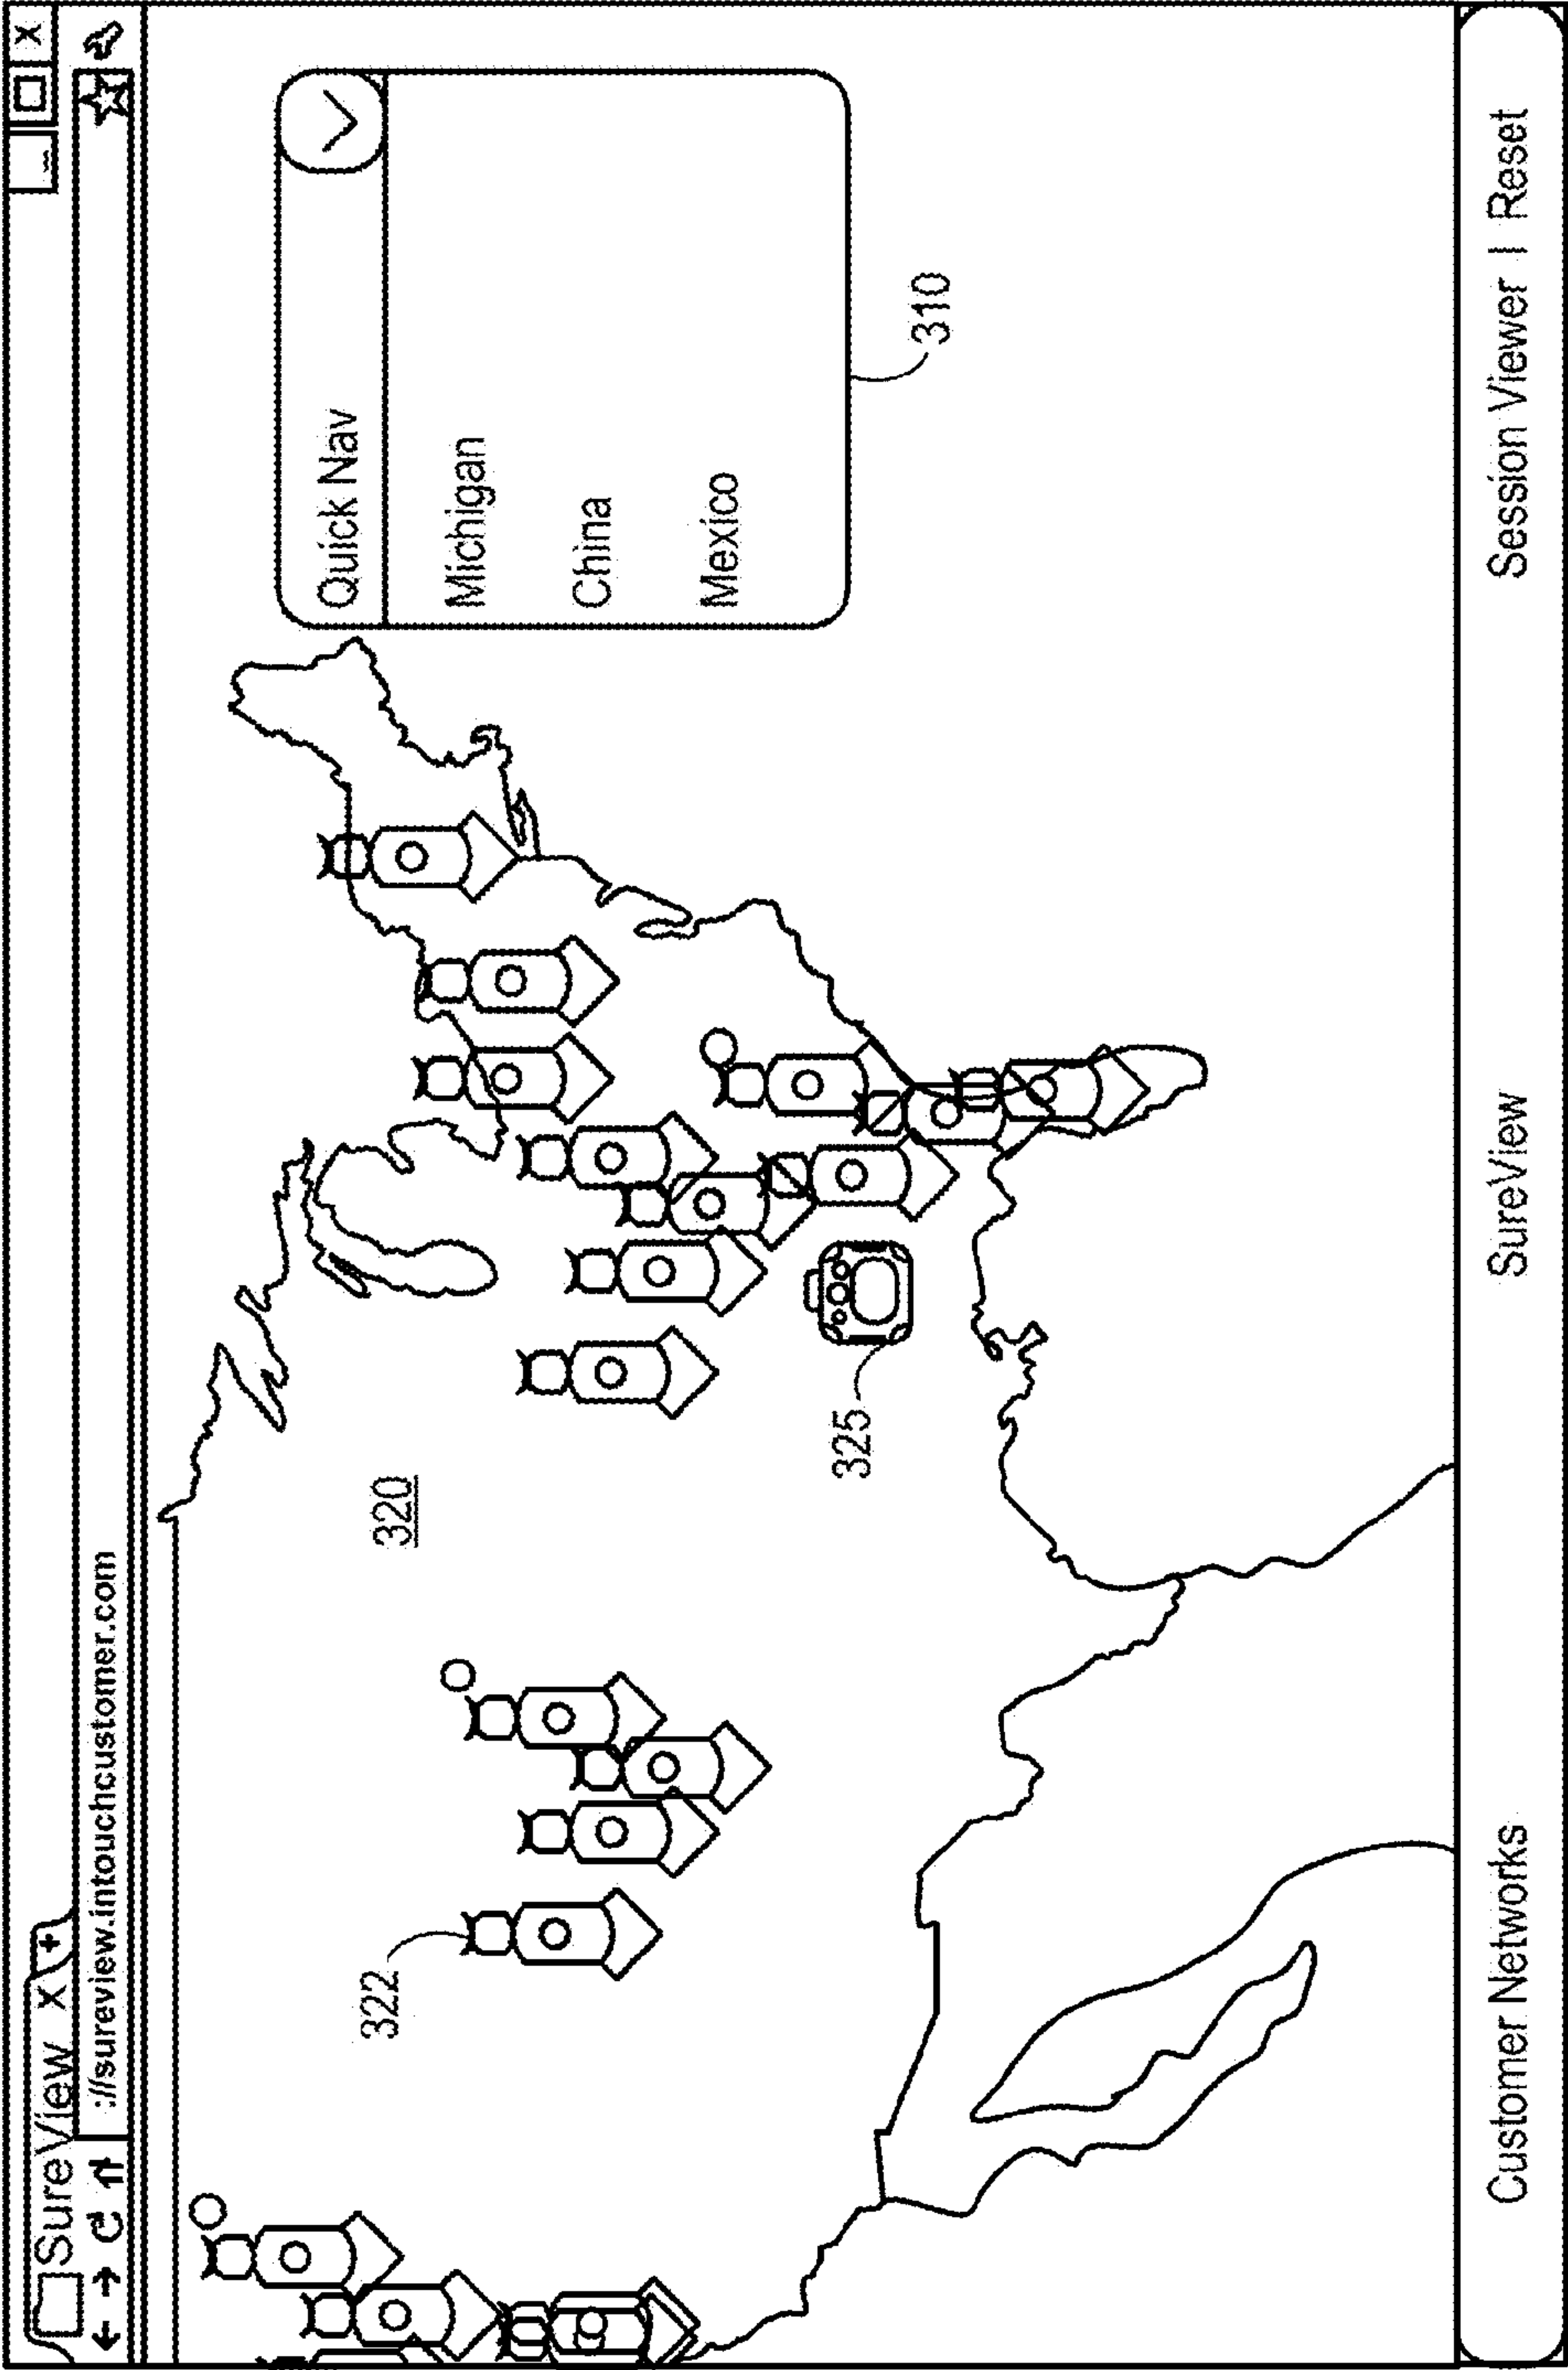 SureView X +
://sureview.intouchcustomer.com
_ X
Quick Nav
Michigan
China
Mexico
310
320
322
325
Customer Networks
SureView
Session Viewer | Reset